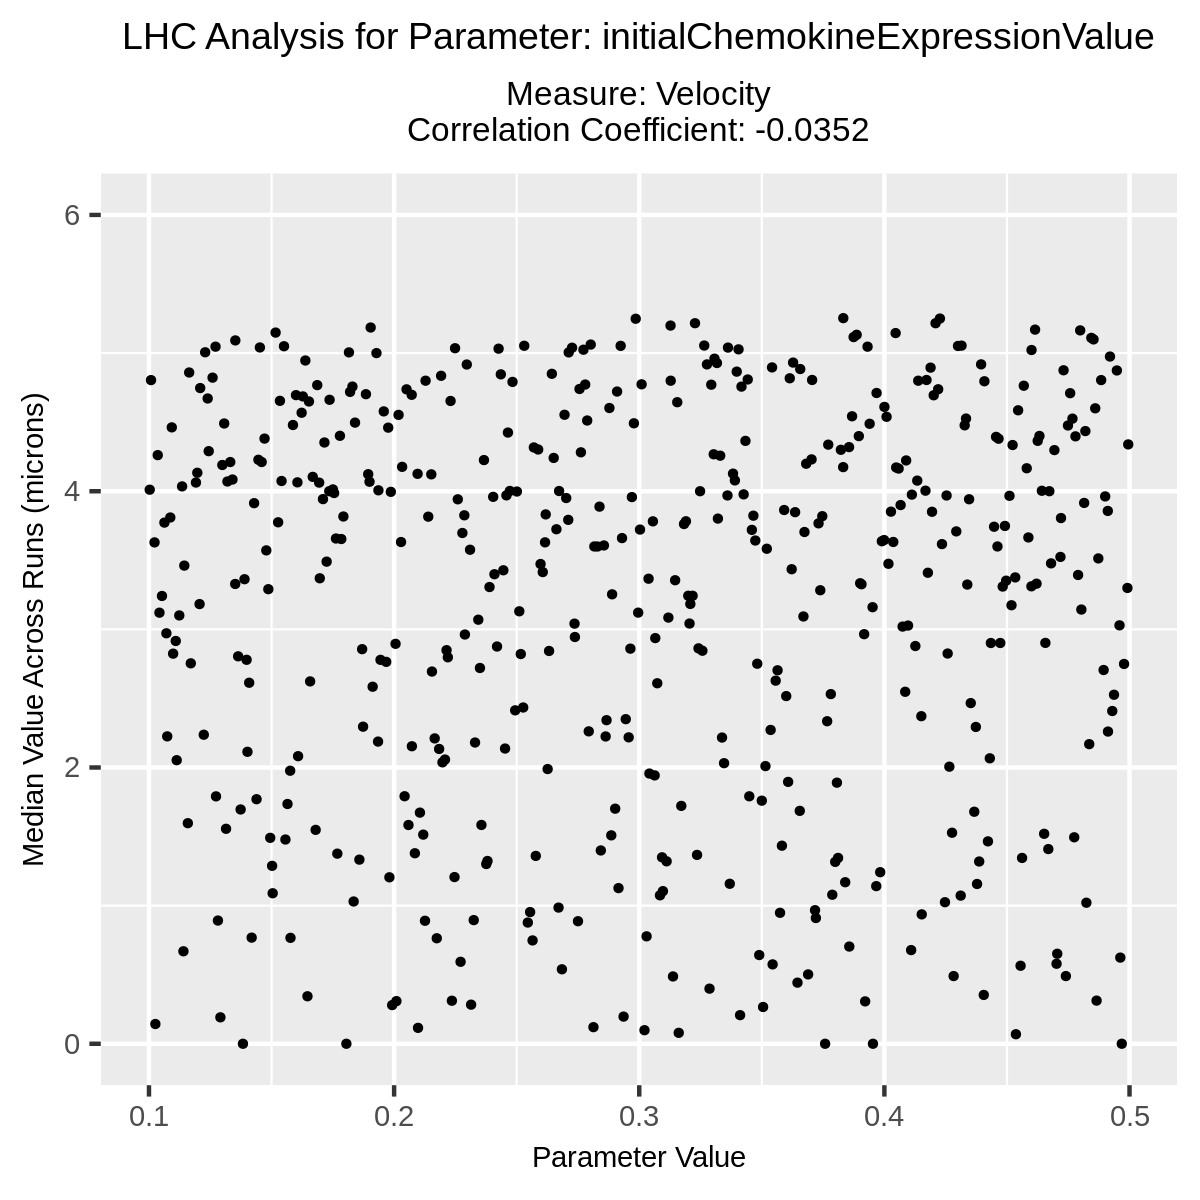 LHC Analysis for Parameter: initialChemokineExpressionValue
Measure: Velocity
Correlation Coefficient: -0.0352
Median Value Across Runs (microns)
6
4
2
0
0.1 0.2 0.3 0.4 0.5
Parameter Value